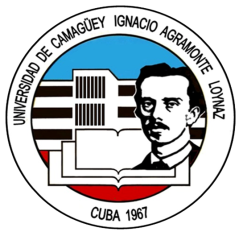 UNIVERSIDAD DE CAMAGÜEY IGNACIO AGRAMONTE LOYNAZ
CUBA 1967